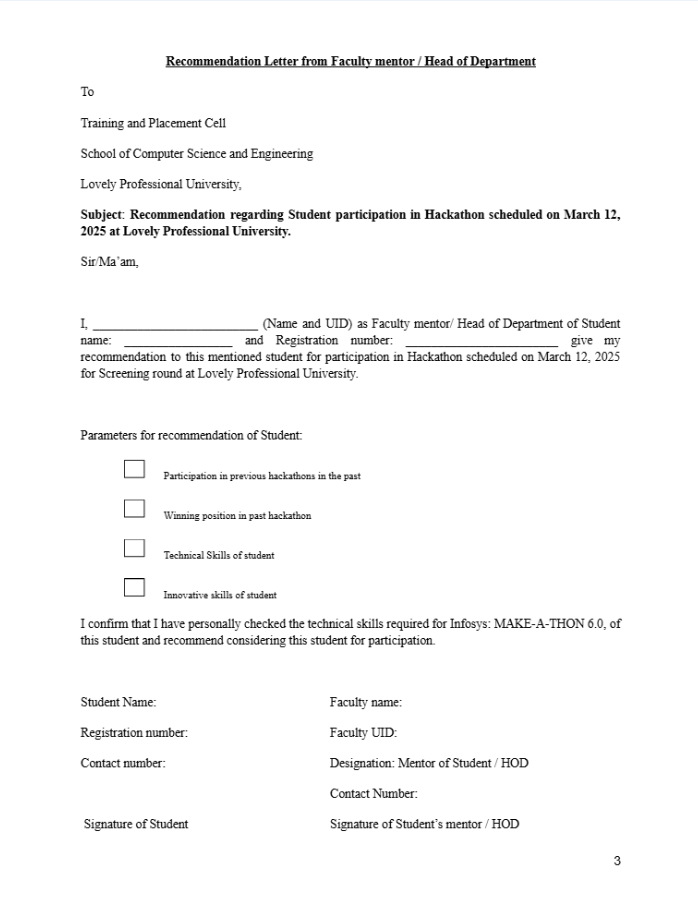 Recommendation Letter from Faculty mentor / Head of Department
To
Training and Placement Cell
School of Computer Science and Engineering
Lovely Professional University,
Subject: Recommendation regarding Student participation in Hackathon scheduled on March 12,
2025 at Lovely Professional University.
Sir/Ma'am,
I, __________________________ (Name and UID) as Faculty mentor/ Head of Department of Student
name: _________________ and Registration number: ________________________ give my
recommendation to this mentioned student for participation in Hackathon scheduled on March 12, 2025
for Screening round at Lovely Professional University.
Parameters for recommendation of Student:
Participation in previous hackathons in the past
Winning position in past hackathon
Technical Skills of student
Innovative skills of student
I confirm that I have personally checked the technical skills required for Infosys: MAKE-A-THON 6.0, of
this student and recommend considering this student for participation.
Student Name: Faculty name:
Registration number: Faculty UID:
Contact number: Designation: Mentor of Student / HOD
Contact Number:
Signature of Student Signature of Student's mentor / HOD
3